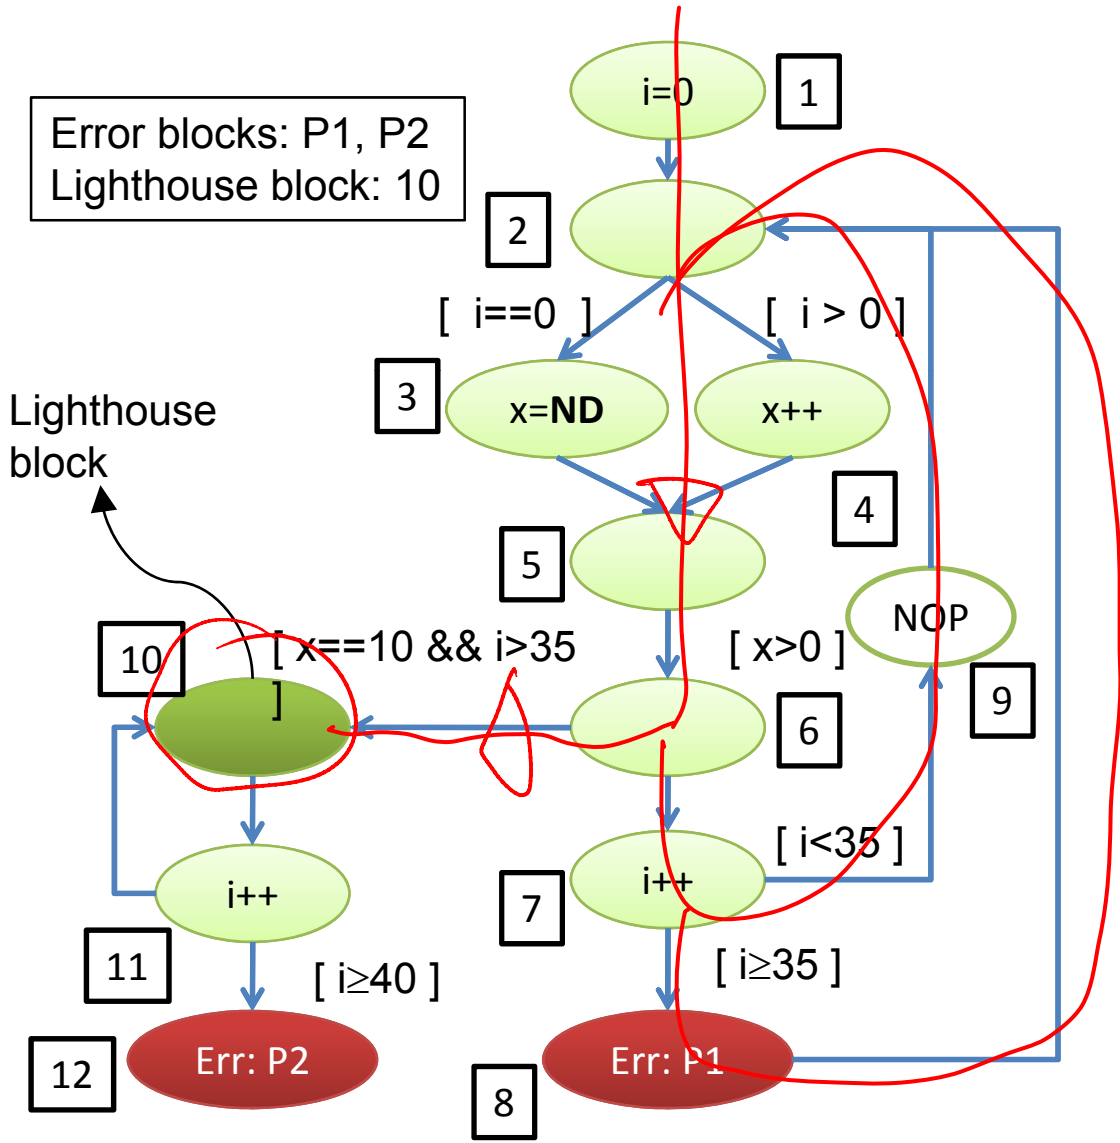 i=0
1
Error blocks: P1, P2
Lighthouse block: 10
2
[ i==0 ]
[ i > 0 ]
3
x=ND
x++
Lighthouse
block
4
5
NOP
10
[ x==10 && i>35
]
[ x>0 ]
9
6
[ i<35 ]
i++
i++
7
11
[ i≥40 ]
[ i≥35 ]
12
Err: P2
Err: P1
8